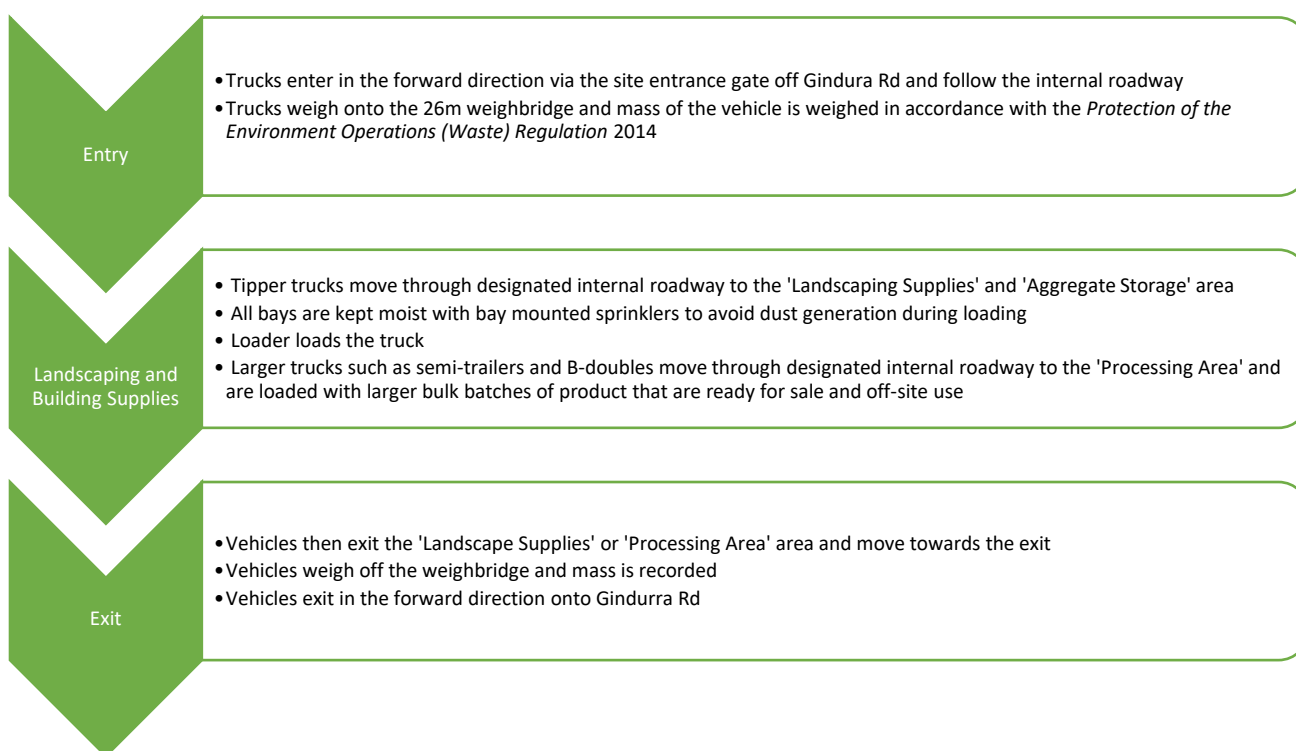 Entry
•Trucks enter in the forward direction via the site entrance gate off Gindura Rd and follow the internal roadway
•Trucks weigh onto the 26m weighbridge and mass of the vehicle is weighed in accordance with the Protection of the
Environment Operations (Waste) Regulation 2014
Landscaping and
Building Supplies
• Tipper trucks move through designated internal roadway to the 'Landscaping Supplies' and 'Aggregate Storage' area
• All bays are kept moist with bay mounted sprinklers to avoid dust generation during loading
• Loader loads the truck
• Larger trucks such as semi-trailers and B-doubles move through designated internal roadway to the 'Processing Area' and
are loaded with larger bulk batches of product that are ready for sale and off-site use
Exit
•Vehicles then exit the 'Landscape Supplies' or 'Processing Area' area and move towards the exit
•Vehicles weigh off the weighbridge and mass is recorded
•Vehicles exit in the forward direction onto Gindurra Rd